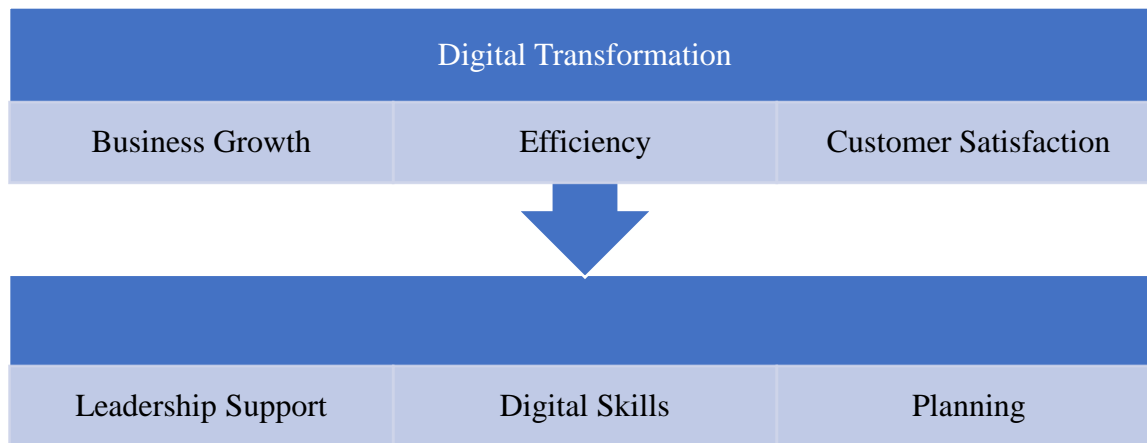 Digital Transformation
Business Growth
Efficiency
Customer Satisfaction
Leadership Support
Digital Skills
Planning